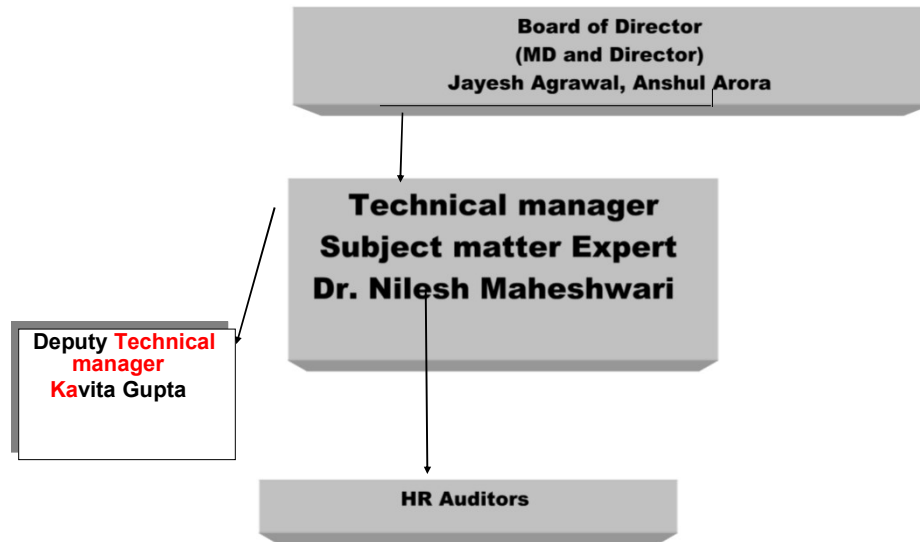 Board of Director
(MD and Director)
Jayesh Agrawal, Anshul Arora
Technical manager
Subject matter Expert
Dr. Nilesh Maheshwari
Deputy Technical
manager
Kavita Gupta
HR Auditors